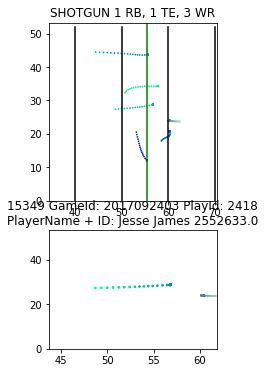 SHOTGUN 1 RB, 1 TE, 3 WR
50
40
30
20
10
0
40 50 60 70
15349 GameId: 2017092403 PlayId: 2418
PlayerName + ID: Jesse James 2552633.0
40
20
0
45 50 55 60